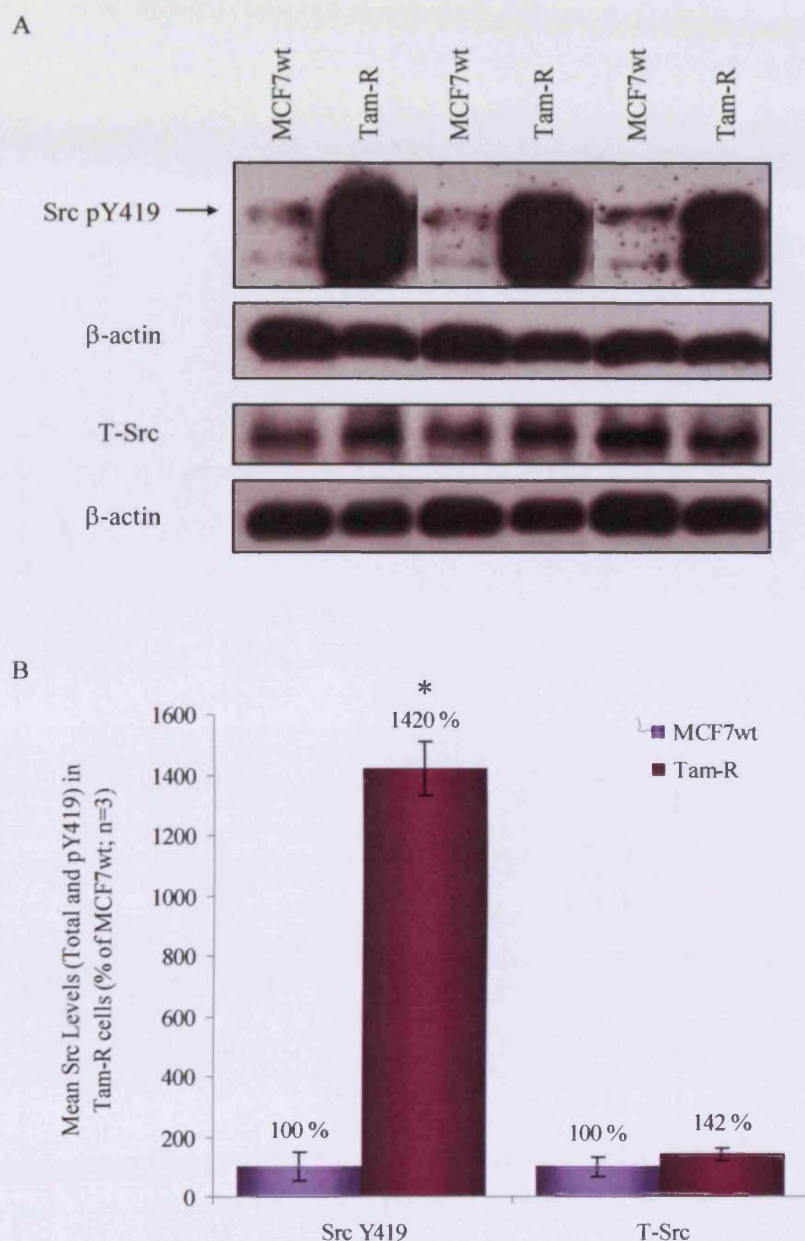 A
MCF7wt
Tam-R
MCF7wt
Tam-R
MCF7wt
Tam-R
Src pY419
β-actin
T-Src
β-actin
B
Mean Src Levels (Total and pY419) in
Tam-R cells (% of MCF7wt; n=3)
1600
1400
1200
1000
800
600
400
200
0
*
1420 %
100 %
100 %
142 %
MCF7wt
Tam-R
Src Y419
T-Src